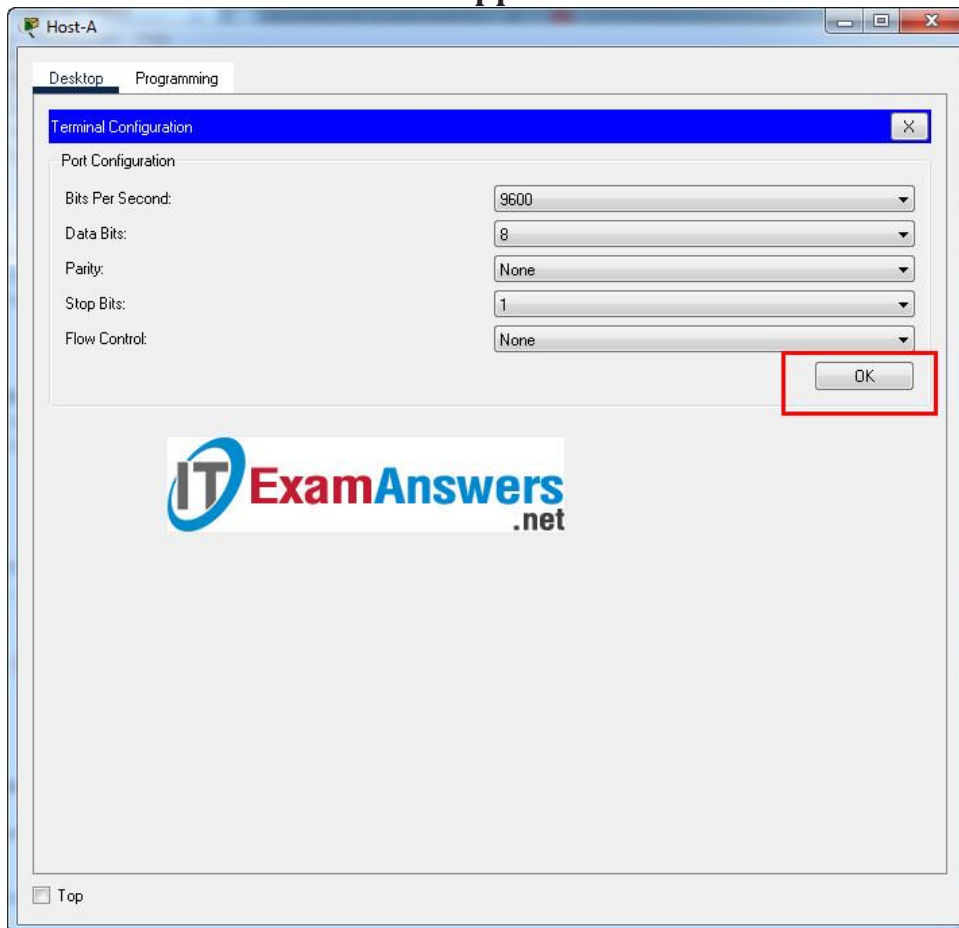 pp
Host-A
Desktop Programming
Terminal Configuration X
Port Configuration
Bits Per Second: 9600
Data Bits: 8
Parity: None
Stop Bits: 1
Flow Control: None
OK
IT ExamAnswers
.net
Top